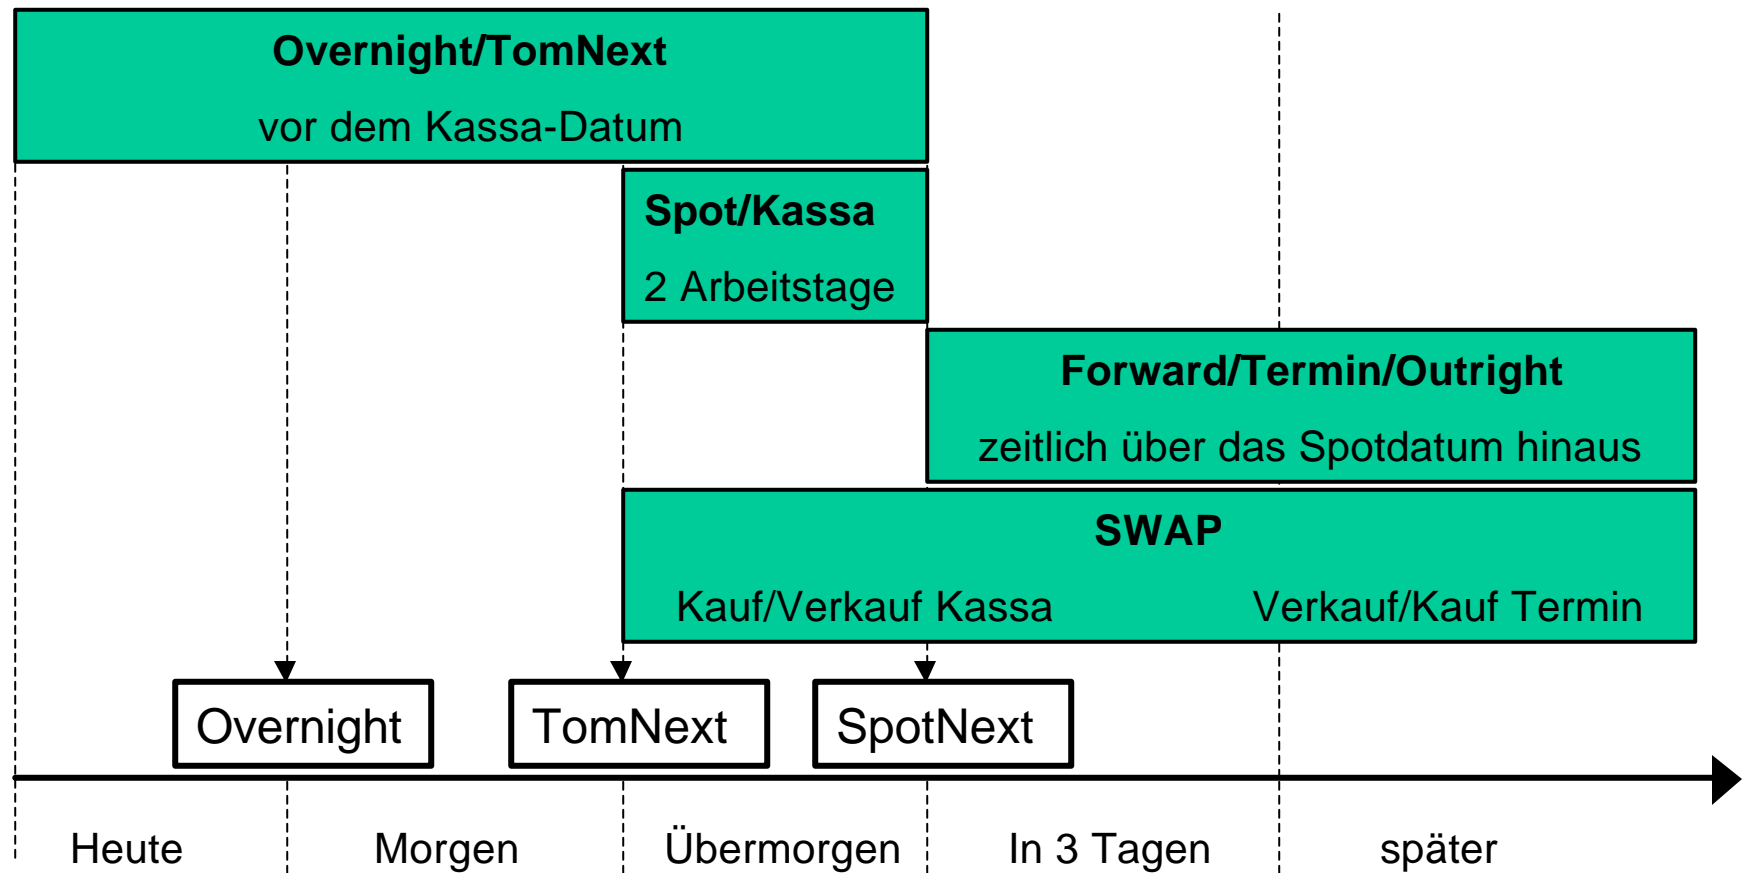 Overnight/TomNext
vor dem Kassa-Datum
Spot/Kassa
2 Arbeitstage
Forward/Termin/Outright
zeitlich über das Spotdatum hinaus
SWAP
Kauf/Verkauf Kassa Verkauf/Kauf Termin
Overnight TomNext SpotNext
Heute Morgen Übermorgen In 3 Tagen später